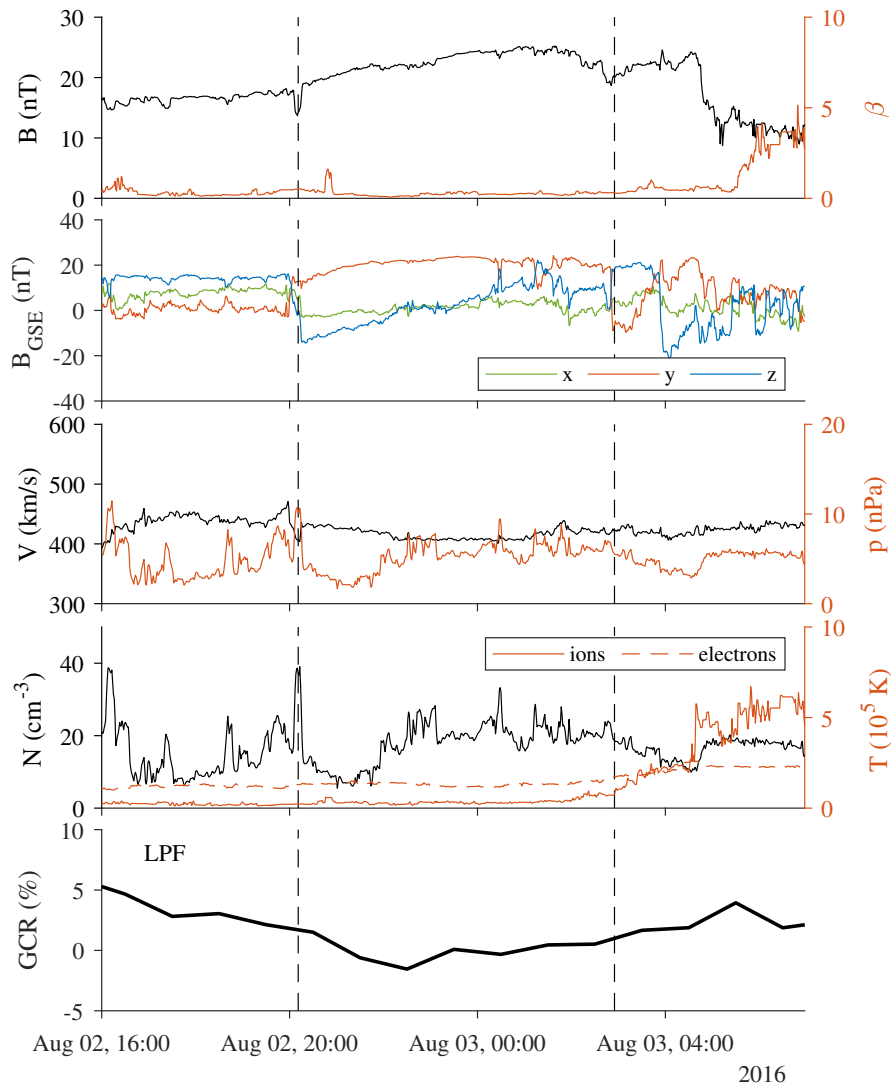 30
20
10
0
B (nT)
10
5
0
β
40
20
0
-20
-40
B_GSE (nT)
x y z
600
500
400
300
V (km/s)
20
10
0
p (nPa)
40
20
0
N (cm^-3)
ions electrons
10
5
0
T (10^5 K)
10
5
0
-5
GCR (%)
LPF
Aug 02, 16:00 Aug 02, 20:00 Aug 03, 00:00 Aug 03, 04:00
2016